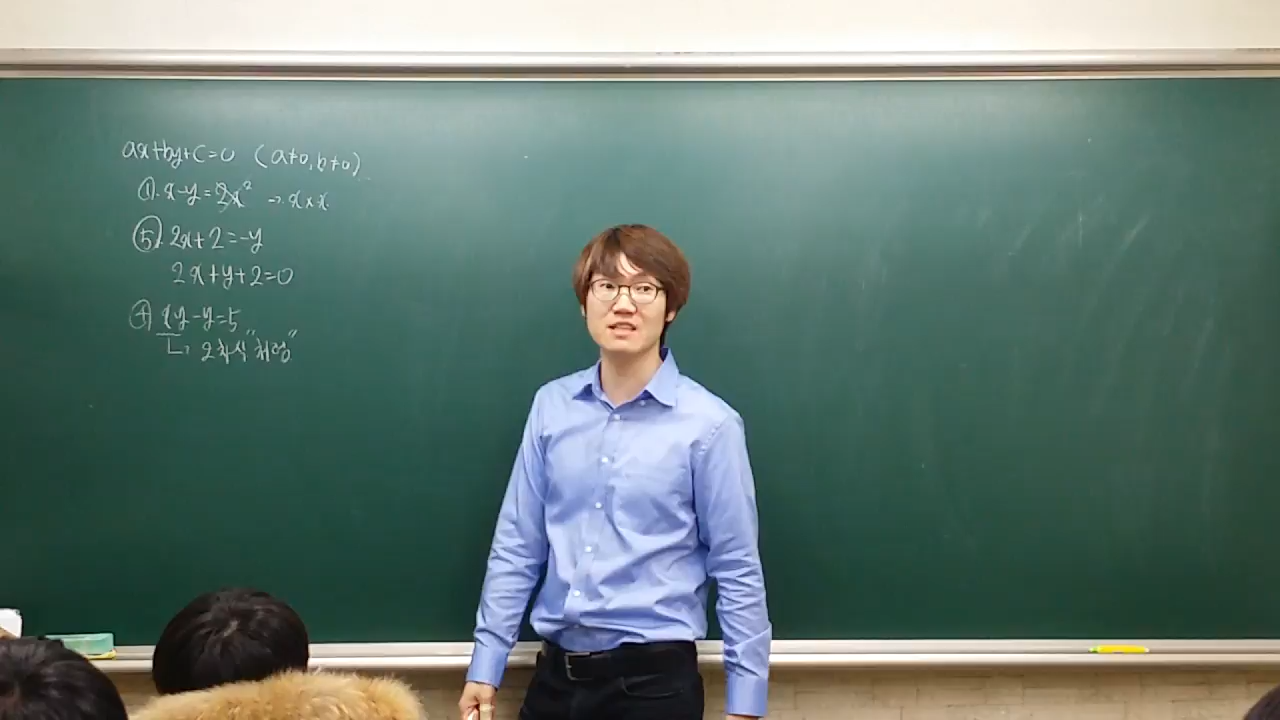 ax+by+c=0 (a≠0, b≠0)
①. x-y=2x² → x×x
⑤. 2x+2=-y
2x+y+2=0
④ xy-y=5
↳ 2차식 "취급"